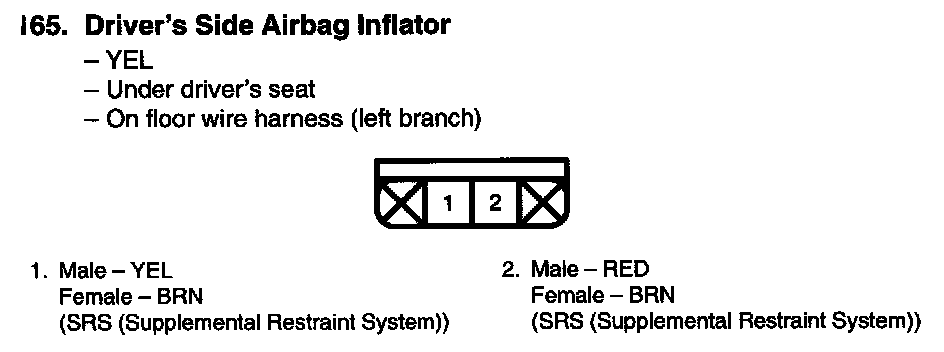 165. Driver's Side Airbag Inflator
– YEL
– Under driver's seat
– On floor wire harness (left branch)
1 2
1. Male – YEL
Female – BRN
(SRS (Supplemental Restraint System))
2. Male – RED
Female – BRN
(SRS (Supplemental Restraint System))